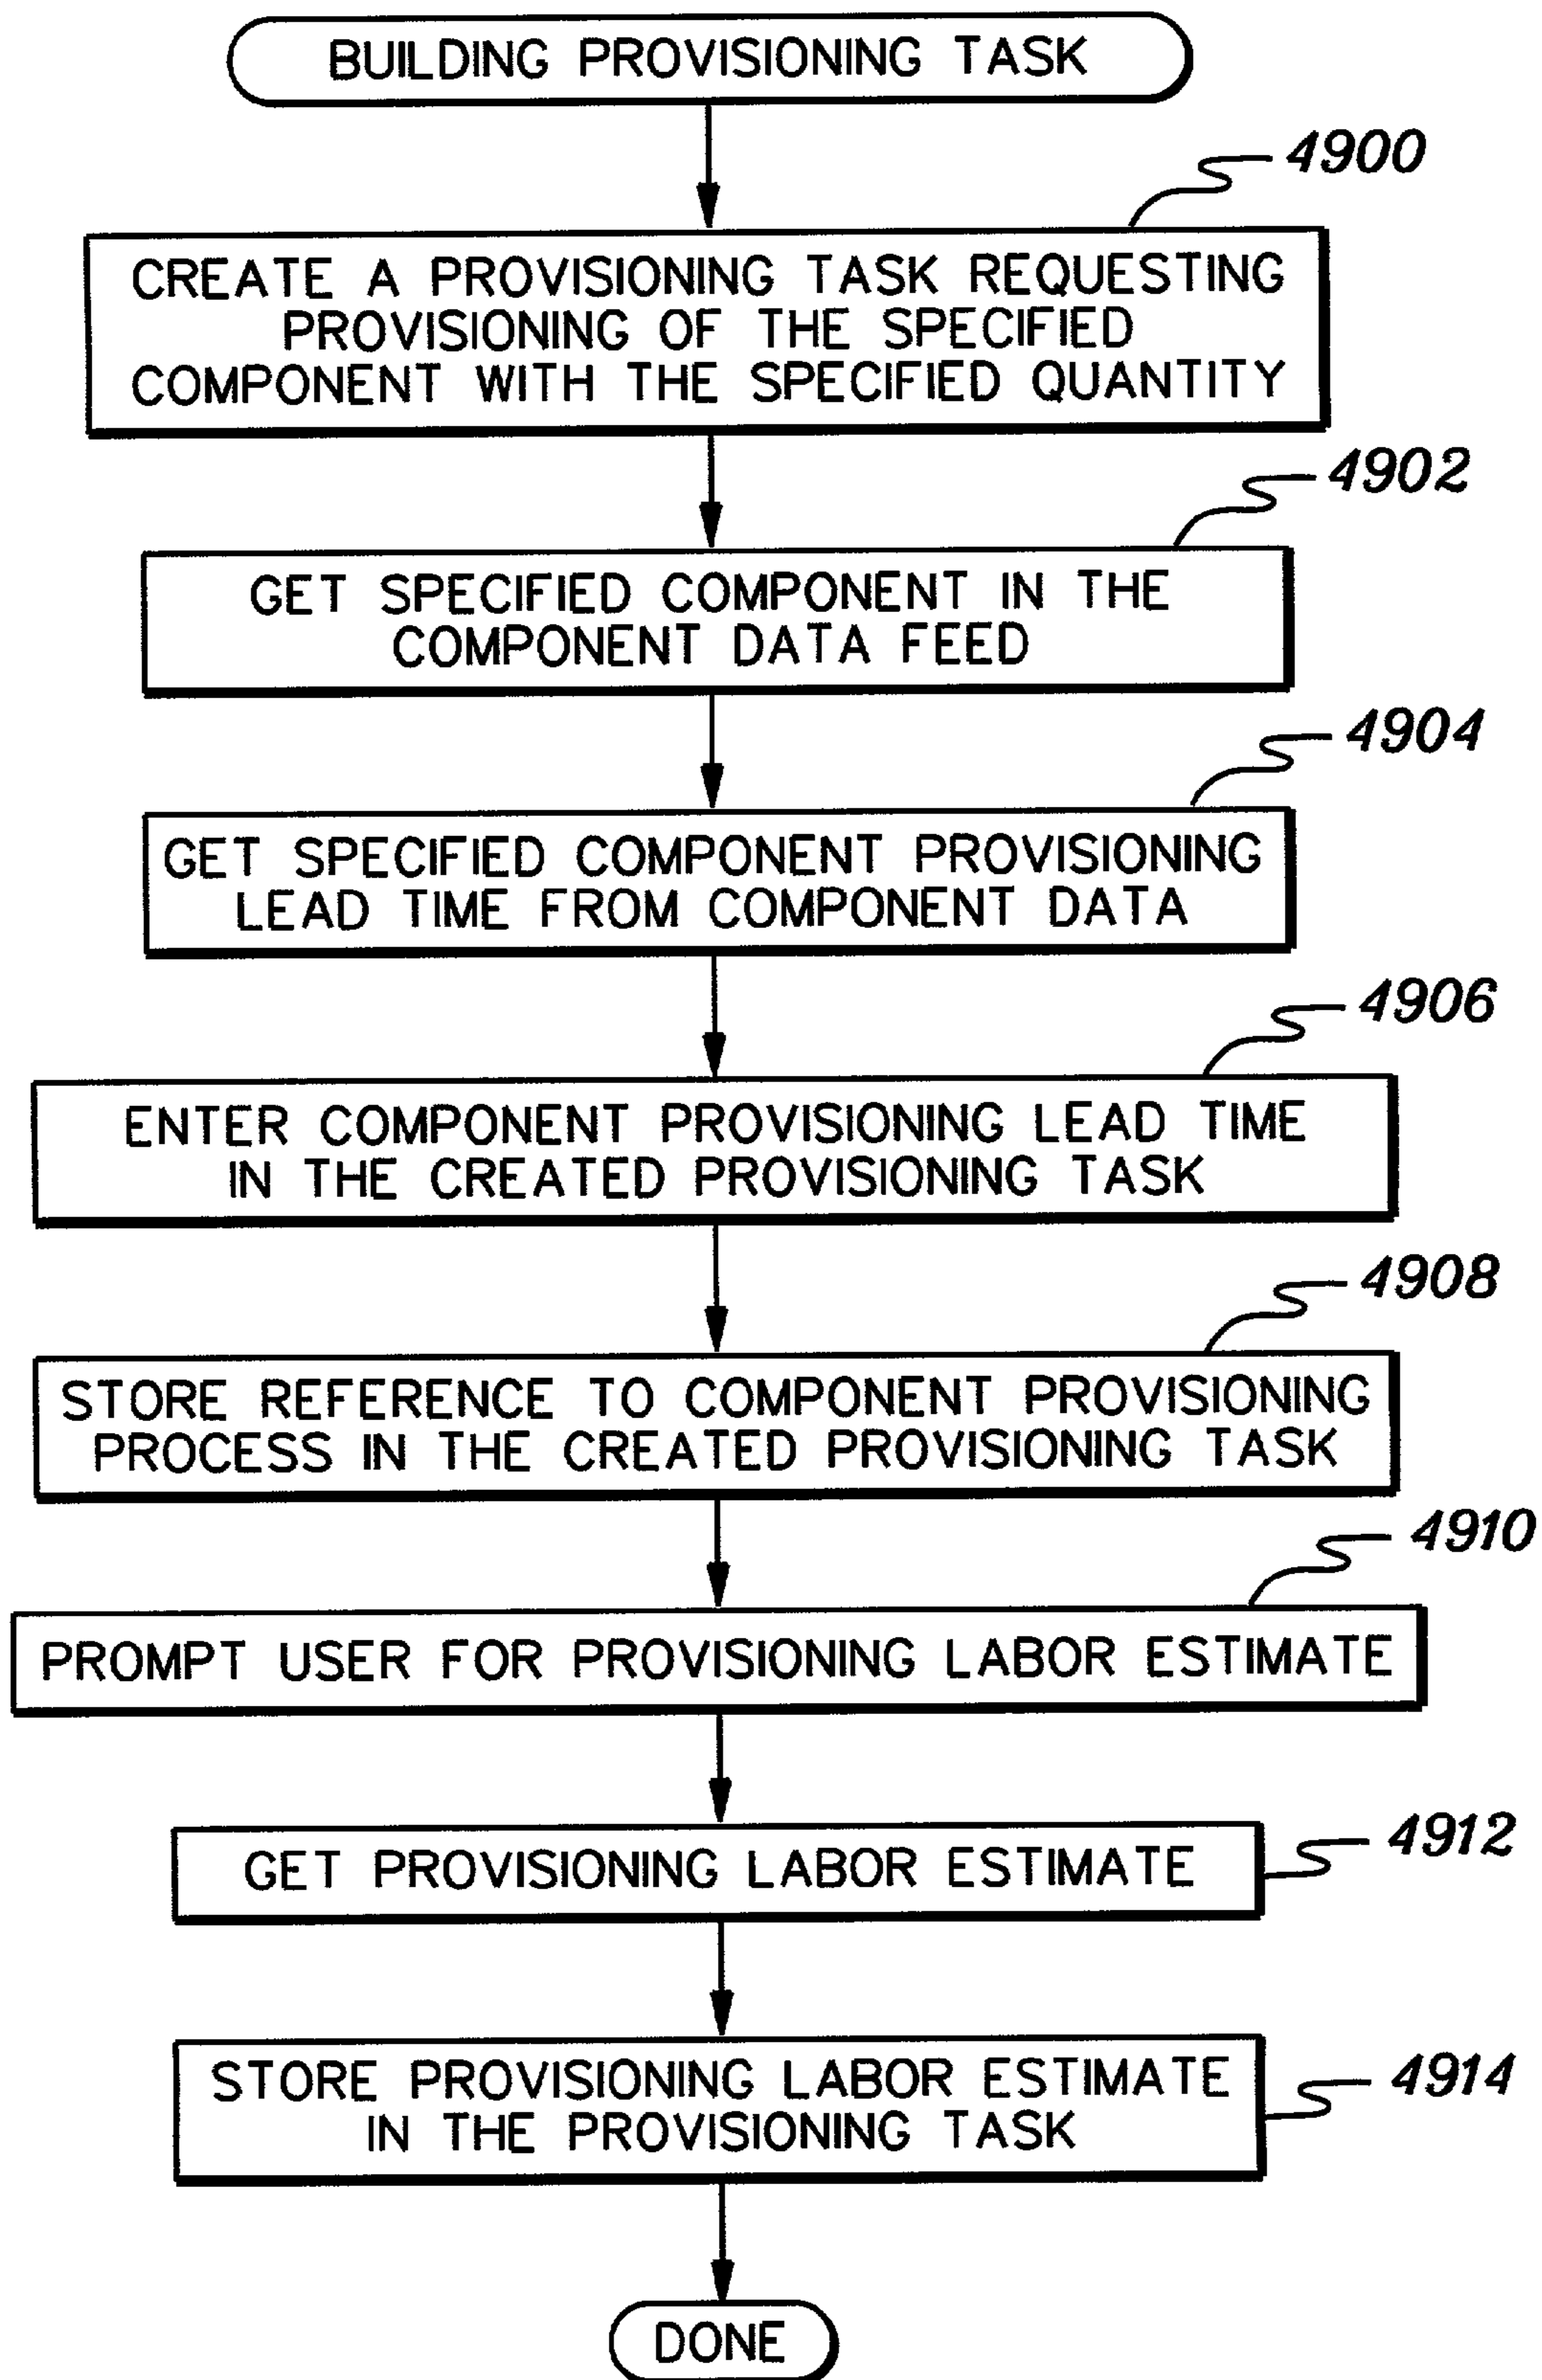 BUILDING PROVISIONING TASK
4900
CREATE A PROVISIONING TASK REQUESTING
PROVISIONING OF THE SPECIFIED
COMPONENT WITH THE SPECIFIED QUANTITY
4902
GET SPECIFIED COMPONENT IN THE
COMPONENT DATA FEED
4904
GET SPECIFIED COMPONENT PROVISIONING
LEAD TIME FROM COMPONENT DATA
4906
ENTER COMPONENT PROVISIONING LEAD TIME
IN THE CREATED PROVISIONING TASK
4908
STORE REFERENCE TO COMPONENT PROVISIONING
PROCESS IN THE CREATED PROVISIONING TASK
4910
PROMPT USER FOR PROVISIONING LABOR ESTIMATE
4912
GET PROVISIONING LABOR ESTIMATE
4914
STORE PROVISIONING LABOR ESTIMATE
IN THE PROVISIONING TASK
DONE